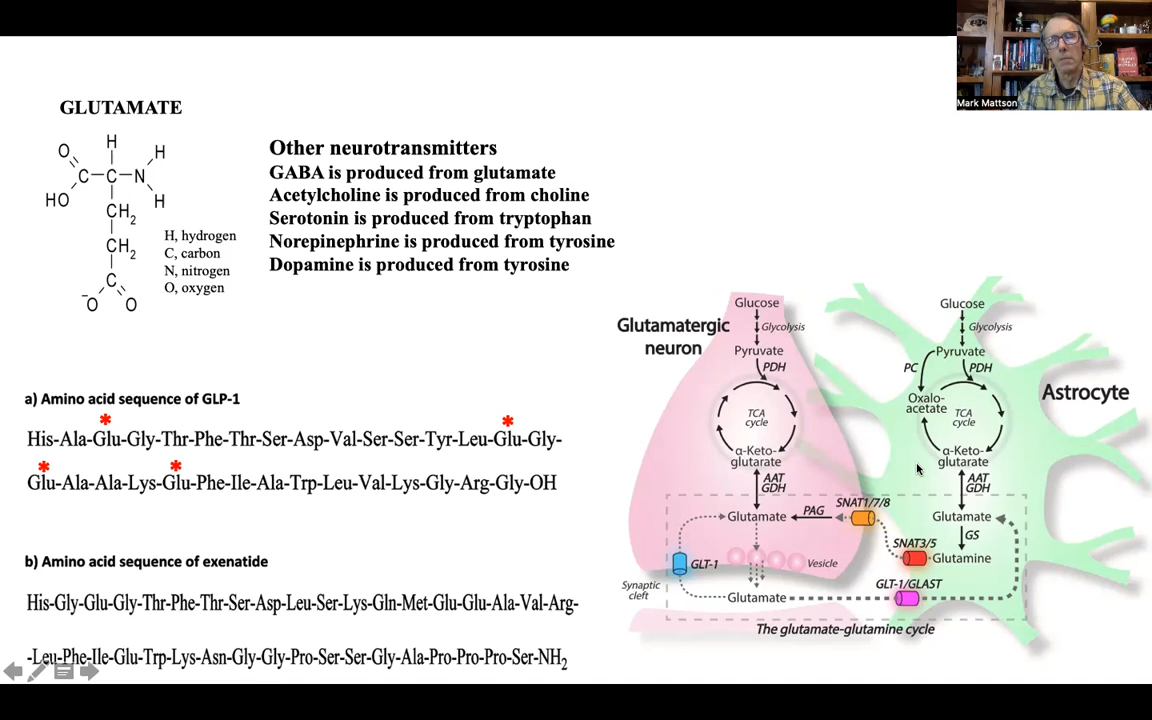 Mark Mattson
GLUTAMATE
H
O
H
C
C
N
HO
H
CH2
CH2
C
-O
O
H, hydrogen
C, carbon
N, nitrogen
O, oxygen
Other neurotransmitters
GABA is produced from glutamate
Acetylcholine is produced from choline
Serotonin is produced from tryptophan
Norepinephrine is produced from tyrosine
Dopamine is produced from tyrosine
a) Amino acid sequence of GLP-1
* *
His-Ala-Glu-Gly-Thr-Phe-Thr-Ser-Asp-Val-Ser-Ser-Tyr-Leu-Glu-Gly-
* *
Glu-Ala-Ala-Lys-Glu-Phe-Ile-Ala-Trp-Leu-Val-Lys-Gly-Arg-Gly-OH
b) Amino acid sequence of exenatide
His-Gly-Glu-Gly-Thr-Phe-Thr-Ser-Asp-Leu-Ser-Lys-Gln-Met-Glu-Glu-Ala-Val-Arg-
-Leu-Phe-Ile-Glu-Trp-Lys-Asn-Gly-Gly-Pro-Ser-Ser-Gly-Ala-Pro-Pro-Pro-Ser-NH2
Glutamatergic
neuron
Glucose
Glycolysis
Pyruvate
PDH
TCA
cycle
α-Keto-
glutarate
AAT
GDH
Glutamate
PAG
SNAT1/7/8
GLT-1
Vesicle
Synaptic
cleft
Glutamate
Astrocyte
Glucose
Glycolysis
Pyruvate
PC
PDH
Oxalo-
acetate
TCA
cycle
α-Keto-
glutarate
AAT
GDH
Glutamate
GS
SNAT3/5
Glutamine
GLT-1/GLAST
The glutamate-glutamine cycle